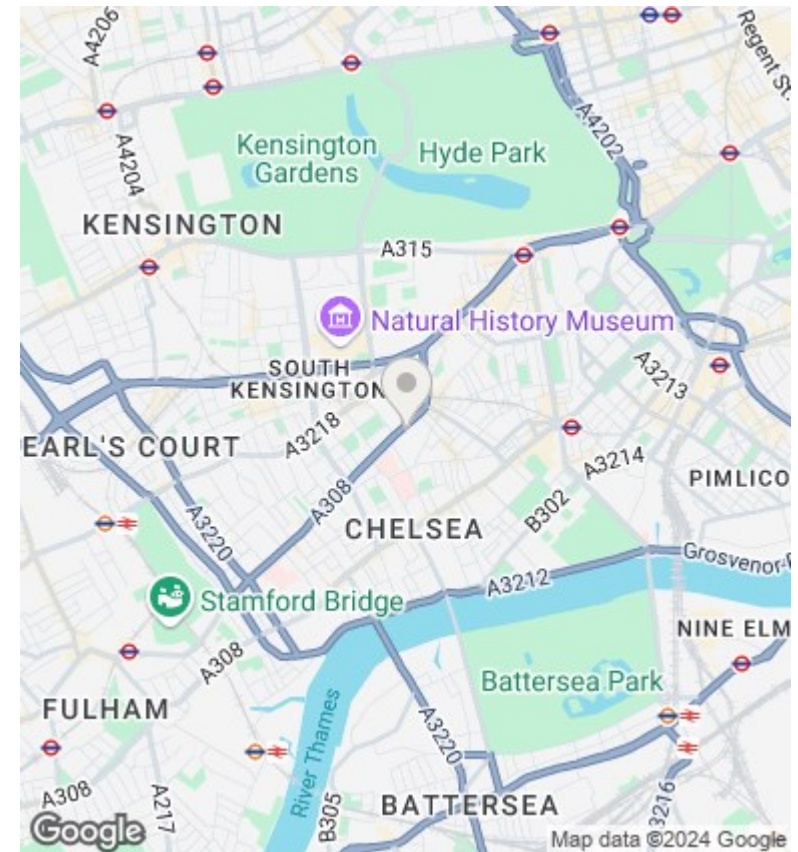 A4206
Regent St.
A4202
A4204
Kensington
Gardens
Hyde Park
KENSINGTON
A315
Natural History Museum
SOUTH
KENSINGTON
A3213
A3218
EARL'S COURT
A3214
PIMLICO
A308
B302
CHELSEA
A3220
Grosvenor
A3212
Stamford Bridge
NINE ELM
A308
Battersea Park
FULHAM
River Thames
A3220
A308
A217
B305
BATTERSEA
3216
Google
Map data ©2024 Google